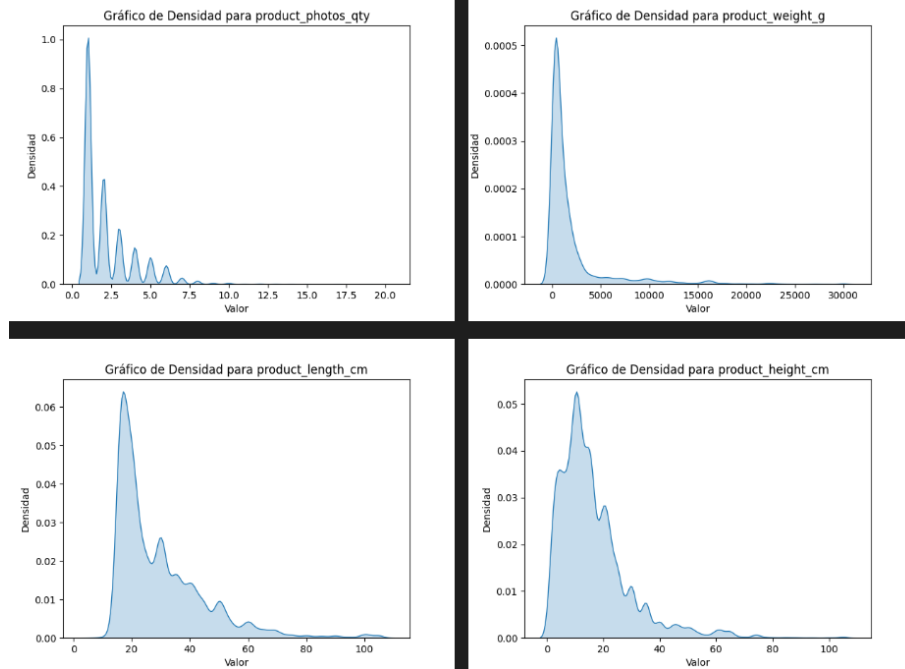 Gráfico de Densidad para product_photos_qty
1.0
0.8
0.6
0.4
0.2
0.0
Densidad
0.0 2.5 5.0 7.5 10.0 12.5 15.0 17.5 20.0
Valor
Gráfico de Densidad para product_weight_g
0.0005
0.0004
0.0003
0.0002
0.0001
0.0000
Densidad
0 5000 10000 15000 20000 25000 30000
Valor
Gráfico de Densidad para product_length_cm
0.06
0.05
0.04
0.03
0.02
0.01
0.00
Densidad
0 20 40 60 80 100
Valor
Gráfico de Densidad para product_height_cm
0.05
0.04
0.03
0.02
0.01
0.00
Densidad
0 20 40 60 80 100
Valor